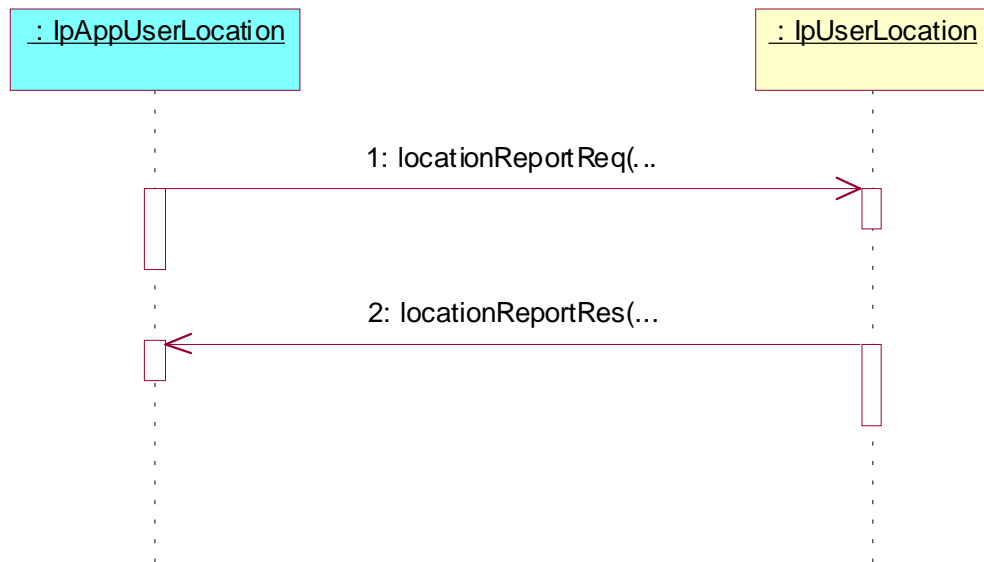 : IpAppUserLocation
: IpUserLocation
1: locationReportReq(...
2: locationReportRes(...